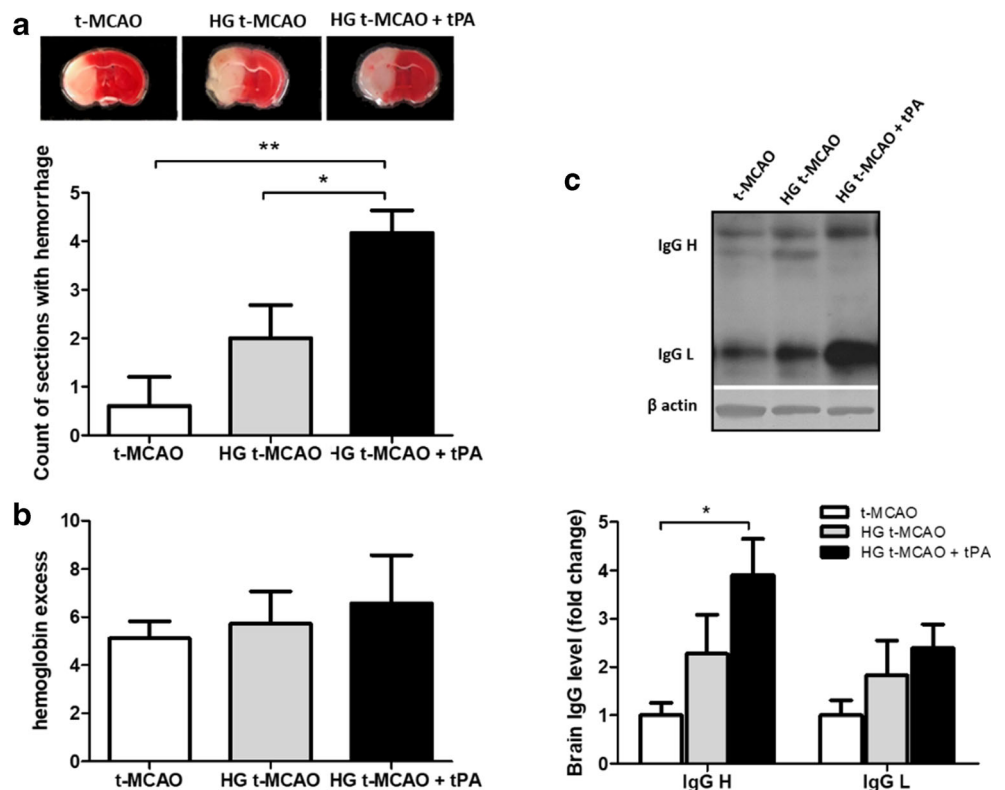 a
t-MCAO HG t-MCAO HG t-MCAO + tPA
**
*
Count of sections with hemorrhage
5
4
3
2
1
0
t-MCAO HG t-MCAO HG t-MCAO + tPA
b
hemoglobin excess
10
8
6
4
2
0
t-MCAO HG t-MCAO HG t-MCAO + tPA
c
t-MCAO
HG t-MCAO
HG t-MCAO + tPA
IgG H
IgG L
β actin
Brain IgG level (fold change)
5
4
3
2
1
0
*
t-MCAO
HG t-MCAO
HG t-MCAO + tPA
IgG H IgG L